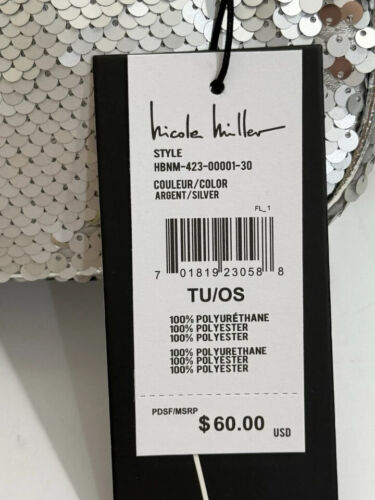 Nicole Miller
STYLE
HBNM-423-00001-30
COULEUR/COLOR
ARGENT/SILVER
FL_1
7 01819 23058 8
TU/OS
100% POLYURÉTHANE
100% POLYESTER
100% POLYESTER
100% POLYURETHANE
100% POLYESTER
100% POLYESTER
PDSF/MSRP
$60.00 USD